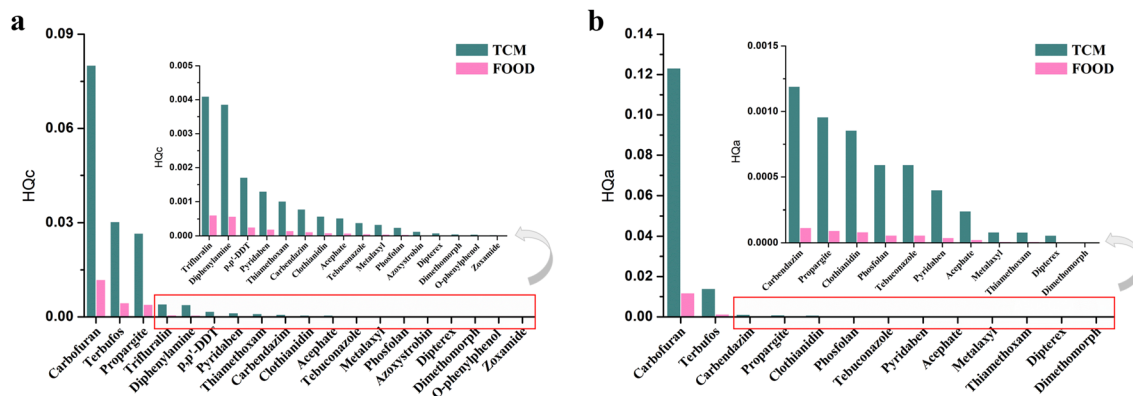 a
0.09
0.06
0.03
0.00
HQc
TCM
FOOD
0.005
0.004
0.003
0.002
0.001
0.000
HQc
Trifluralin
Diphenylamine
p,p'-DDT
Pyridaben
Thiamethoxam
Carbendazim
Clothianidin
Acephate
Tebuconazole
Metalaxyl
Phosfolan
Azoxystrobin
Dipterex
Dimethomorph
O-phenylphenol
Zoxamide
Carbofuran
Terbufos
Propargite
Trifluralin
Diphenylamine
p,p'-DDT
Pyridaben
Thiamethoxam
Carbendazim
Clothianidin
Acephate
Tebuconazole
Metalaxyl
Phosfolan
Azoxystrobin
Dipterex
Dimethomorph
O-phenylphenol
Zoxamide
b
0.14
0.12
0.10
0.08
0.06
0.04
0.02
0.00
HQa
TCM
FOOD
0.0015
0.0010
0.0005
0.0000
HQa
Carbendazim
Propargite
Clothianidin
Phosfolan
Tebuconazole
Pyridaben
Acephate
Metalaxyl
Thiamethoxam
Dipterex
Dimethomorph
Carbofuran
Terbufos
Carbendazim
Propargite
Clothianidin
Phosfolan
Tebuconazole
Pyridaben
Acephate
Metalaxyl
Thiamethoxam
Dipterex
Dimethomorph